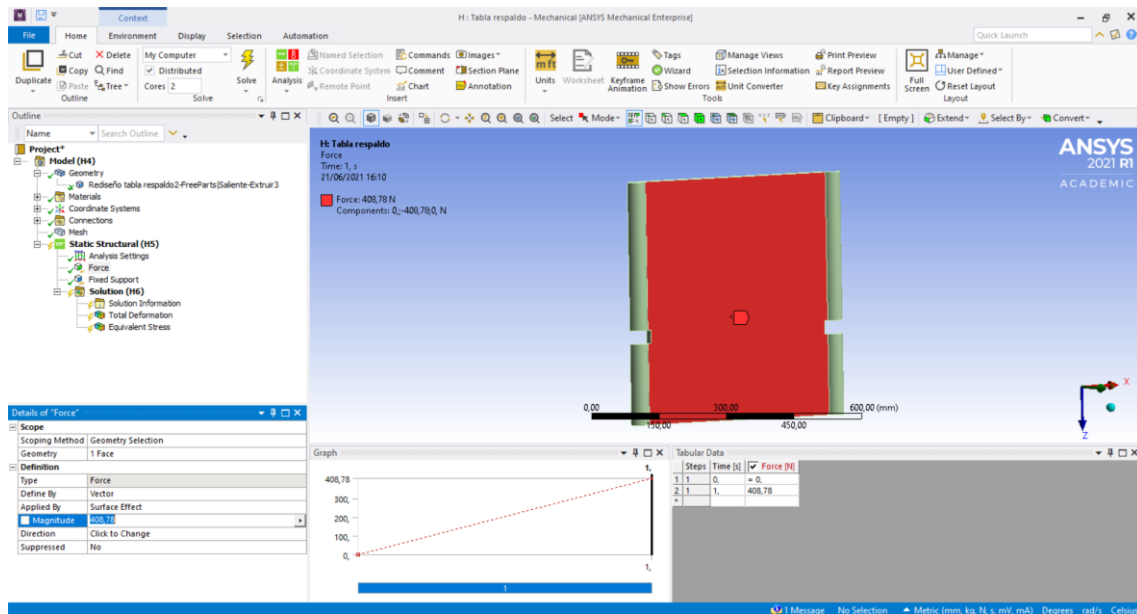 Context
H : Tabla respaldo - Mechanical [ANSYS Mechanical Enterprise]
File Home Environment Display Selection Automation
Quick Launch
Duplicate
Cut
Copy
Paste
Delete
Find
Tree
Outline
My Computer
Distributed
Cores 2
Solve
Solve
Analysis
Named Selection
Coordinate System
Remote Point
Commands
Comment
Chart
Images
Section Plane
Annotation
Insert
Units
Worksheet
Keyframe Animation
Tags
Wizard
Show Errors
Manage Views
Selection Information
Unit Converter
Print Preview
Report Preview
Key Assignments
Tools
Full Screen
Manage
User Defined
Reset Layout
Layout
Outline
Name Search Outline
Select Mode Clipboard [ Empty ] Extend Select By Convert
Project*
Model (H4)
Geometry
Rediseño tabla respaldo2-FreeParts|Saliente-Extruir3
Materials
Coordinate Systems
Connections
Mesh
Static Structural (H5)
Analysis Settings
Force
Fixed Support
Solution (H6)
Solution Information
Total Deformation
Equivalent Stress
H: Tabla respaldo
Force
Time: 1, s
21/06/2021 16:10
Force: 408,78 N
Components: 0,;-408,78;0, N
ANSYS
2021 R1
ACADEMIC
X
Z
0,00 300,00 600,00 (mm)
150,00 450,00
Details of "Force"
Scope
Scoping Method Geometry Selection
Geometry 1 Face
Definition
Type Force
Define By Vector
Applied By Surface Effect
Magnitude 408,78
Direction Click to Change
Suppressed No
Graph
1,
408,78
300,
200,
100,
0,
1,
1
Tabular Data
Steps Time [s] Force [N]
1 1 0, = 0,
2 1 1, 408,78
*
1 Message No Selection Metric (mm, kg, N, s, mV, mA) Degrees rad/s Celsius